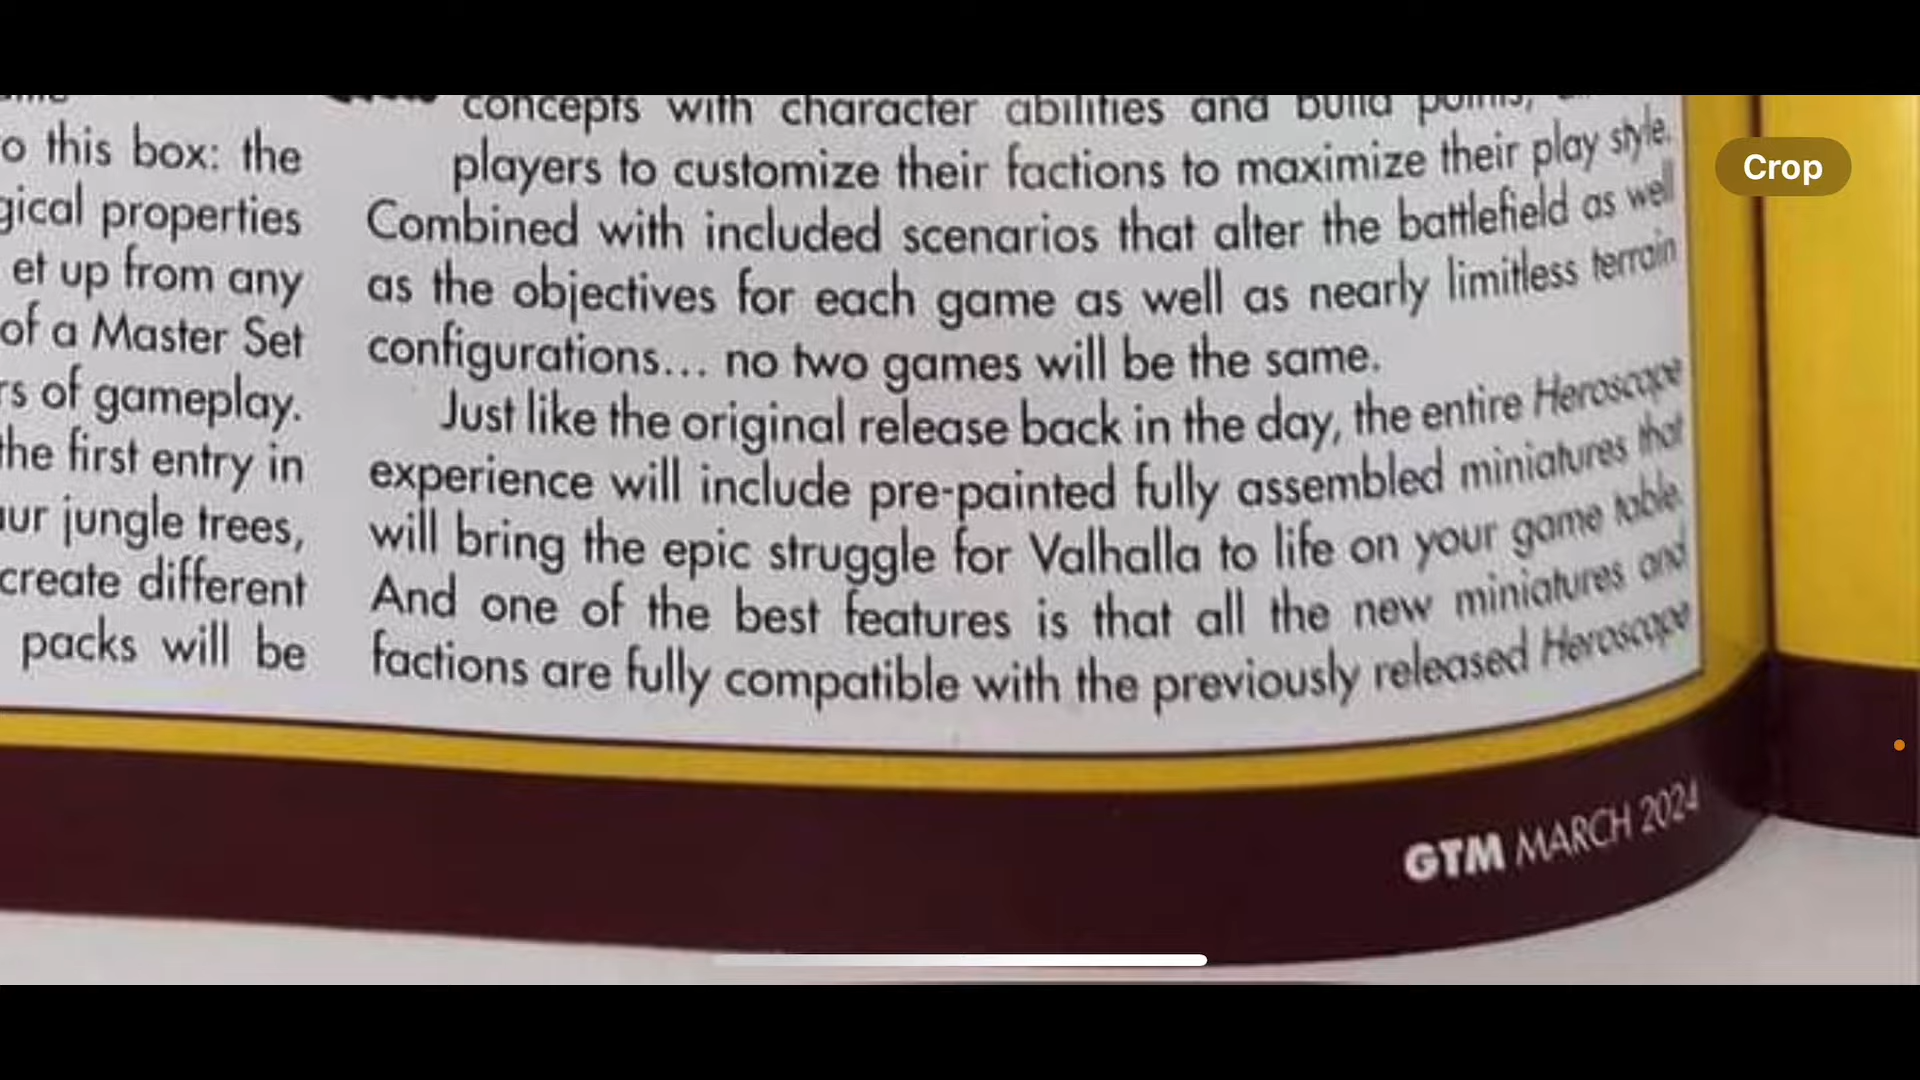 o this box: the
gical properties
et up from any
of a Master Set
rs of gameplay.
the first entry in
ur jungle trees,
create different
packs will be
concepts with character abilities and build points,
players to customize their factions to maximize their play style.
Combined with included scenarios that alter the battlefield as well
as the objectives for each game as well as nearly limitless terrain
configurations... no two games will be the same.
Just like the original release back in the day, the entire Heroscape
experience will include pre-painted fully assembled miniatures that
will bring the epic struggle for Valhalla to life on your game table.
And one of the best features is that all the new miniatures and
factions are fully compatible with the previously released Heroscape
GTM MARCH 2024
Crop